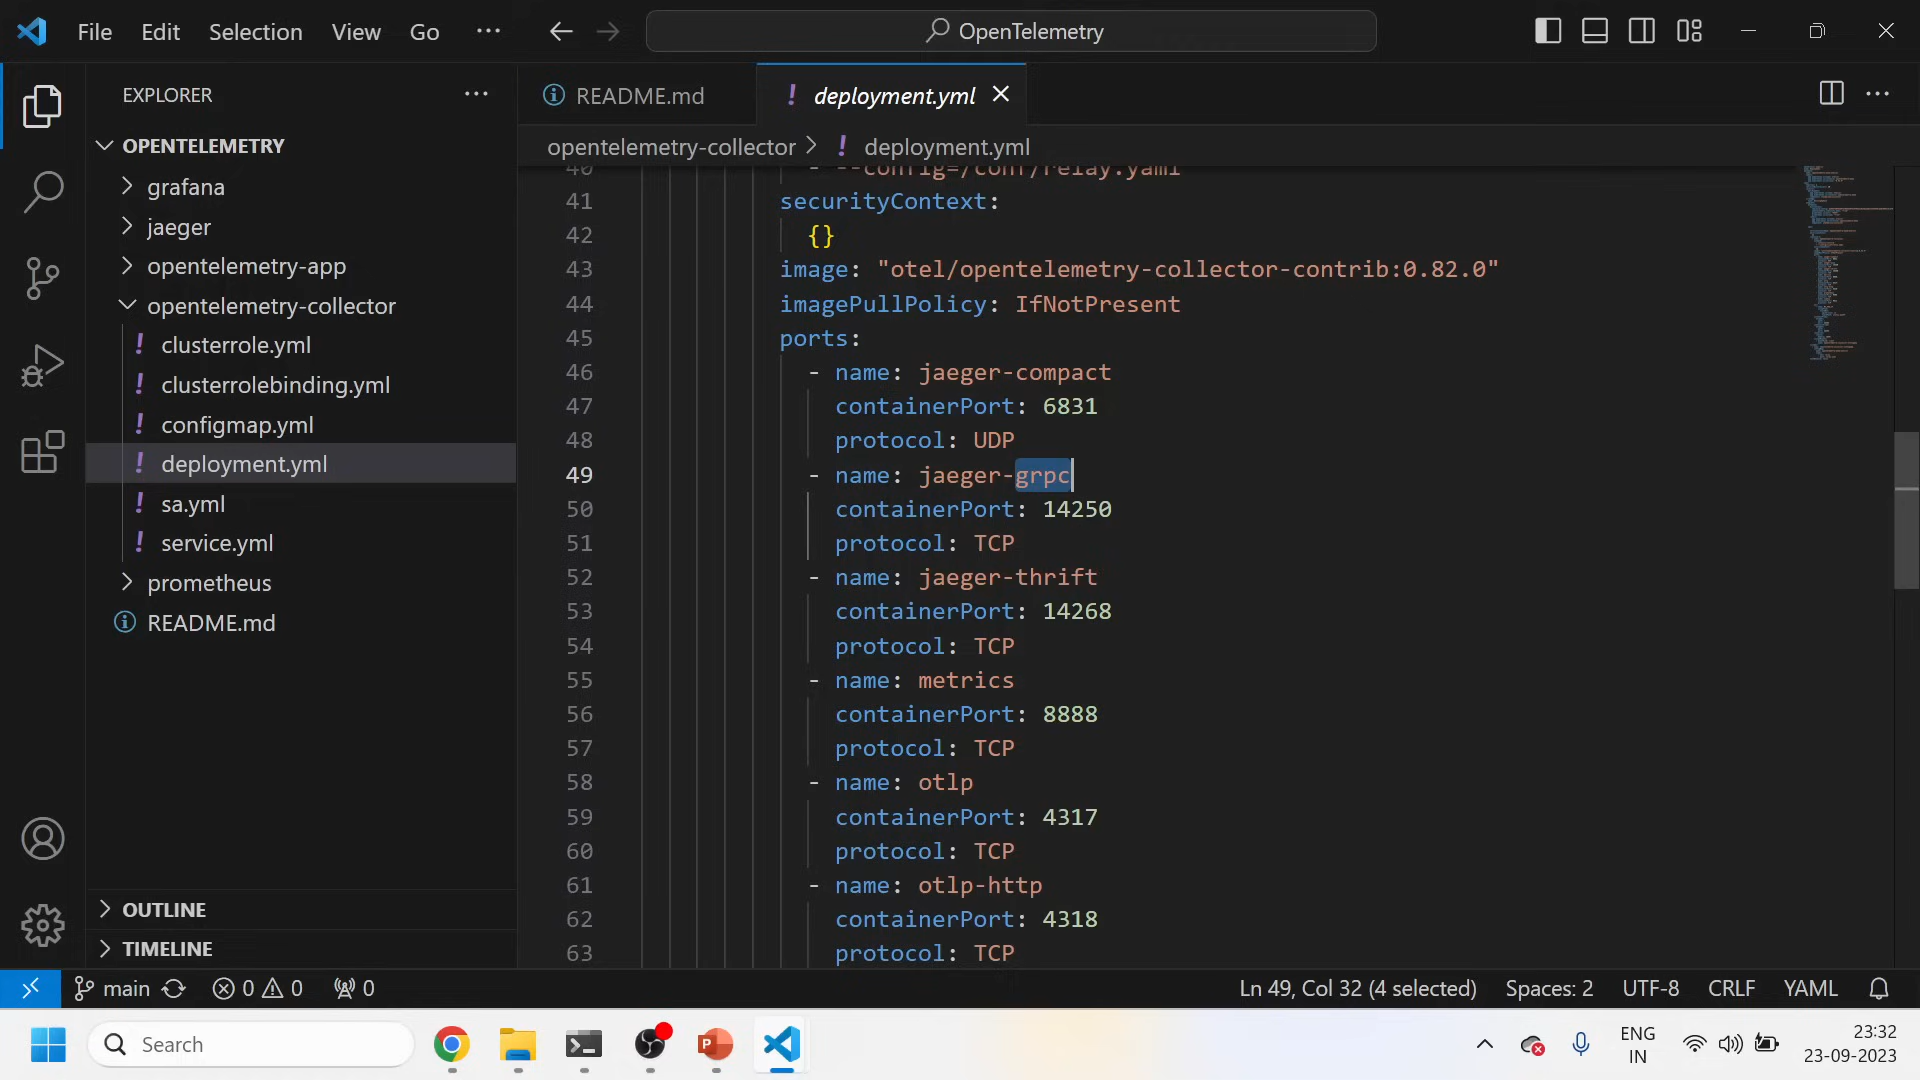 File Edit Selection View Go ··· OpenTelemetry
EXPLORER
OPENTELEMETRY
grafana
jaeger
opentelemetry-app
opentelemetry-collector
! clusterrole.yml
! clusterrolebinding.yml
! configmap.yml
! deployment.yml
! sa.yml
! service.yml
prometheus
README.md
OUTLINE
TIMELINE
README.md ! deployment.yml
opentelemetry-collector > ! deployment.yml
40 - --config=/conf/relay.yaml
41 securityContext:
42 {}
43 image: "otel/opentelemetry-collector-contrib:0.82.0"
44 imagePullPolicy: IfNotPresent
45 ports:
46 - name: jaeger-compact
47 containerPort: 6831
48 protocol: UDP
49 - name: jaeger-grpc
50 containerPort: 14250
51 protocol: TCP
52 - name: jaeger-thrift
53 containerPort: 14268
54 protocol: TCP
55 - name: metrics
56 containerPort: 8888
57 protocol: TCP
58 - name: otlp
59 containerPort: 4317
60 protocol: TCP
61 - name: otlp-http
62 containerPort: 4318
63 protocol: TCP
main 0 0 0 Ln 49, Col 32 (4 selected) Spaces: 2 UTF-8 CRLF YAML
Search
ENG
IN
23:32
23-09-2023